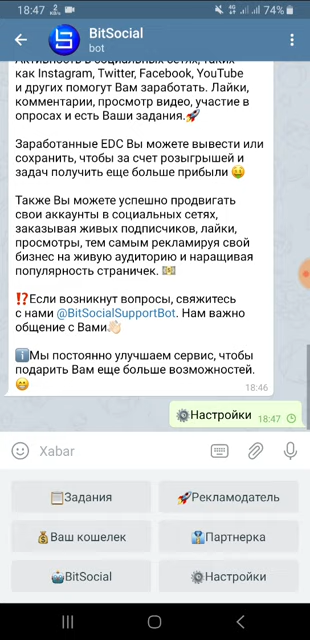 18:47
74%
BitSocial
bot
Активность в социальных сетях, таких
как Instagram, Twitter, Facebook, YouTube
и других помогут Вам заработать. Лайки,
комментарии, просмотр видео, участие в
опросах и есть Ваши задания.🚀
Заработанные EDC Вы можете вывести или
сохранить, чтобы за счет розыгрышей и
задач получить еще больше прибыли 🤑
Также Вы можете успешно продвигать
свои аккаунты в социальных сетях,
заказывая живых подписчиков, лайки,
просмотры, тем самым рекламируя свой
бизнес на живую аудиторию и наращивая
популярность страничек. 💵
⁉️Если возникнут вопросы, свяжитесь
с нами @BitSocialSupportBot. Нам важно
общение с Вами👏🏻
ℹ️Мы постоянно улучшаем сервис, чтобы
подарить Вам еще больше возможностей.
😁
18:46
⚙️Настройки 18:47
Xabar
📋Задания
🚀Рекламодатель
💰Ваш кошелек
👔Партнерка
🤖BitSocial
⚙️Настройки